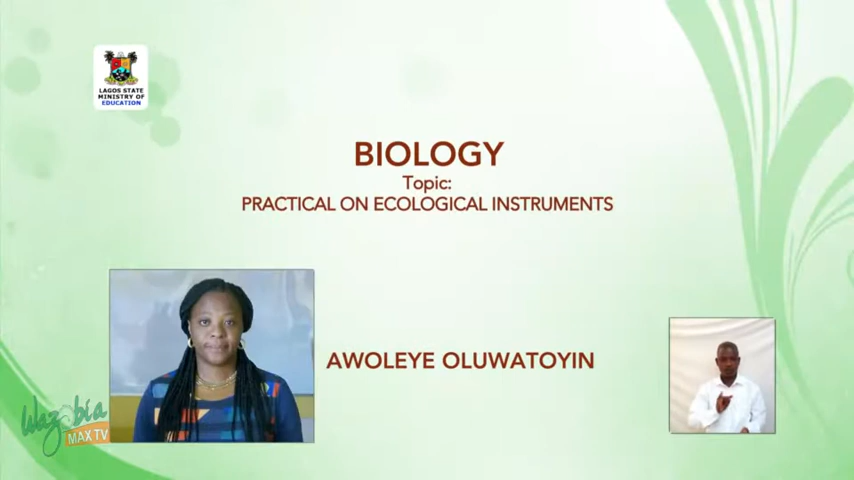 LAGOS STATE
MINISTRY OF
EDUCATION
BIOLOGY
Topic:
PRACTICAL ON ECOLOGICAL INSTRUMENTS
AWOLEYE OLUWATOYIN
Wazobia
MAX TV